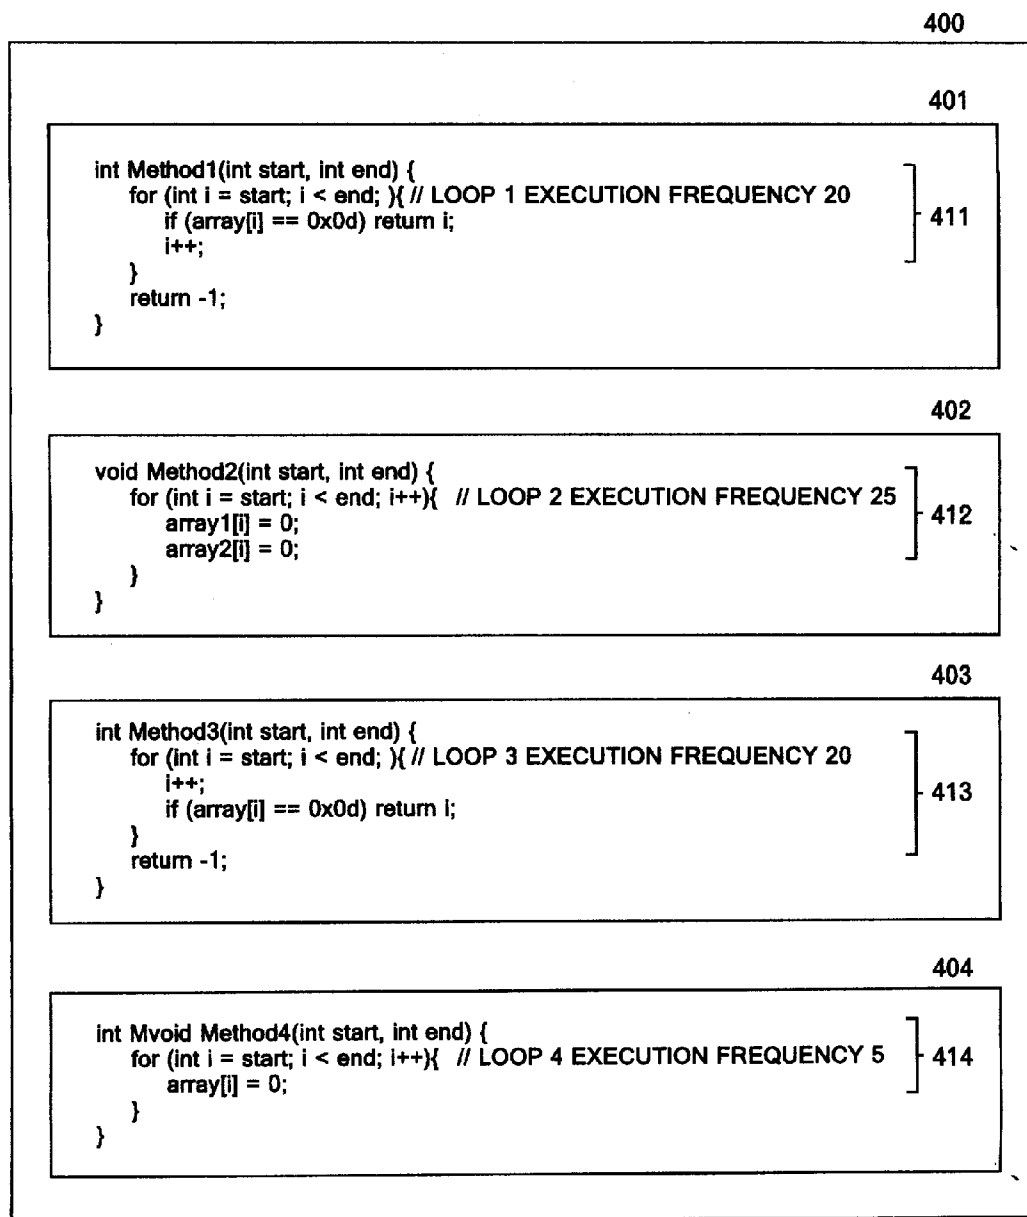 400
401
int Method1(int start, int end) {
for (int i = start; i < end; ){ // LOOP 1 EXECUTION FREQUENCY 20
if (array[i] == 0x0d) return i;
i++;
}
return -1;
}
411
402
void Method2(int start, int end) {
for (int i = start; i < end; i++){ // LOOP 2 EXECUTION FREQUENCY 25
array1[i] = 0;
array2[i] = 0;
}
}
412
403
int Method3(int start, int end) {
for (int i = start; i < end; ){ // LOOP 3 EXECUTION FREQUENCY 20
i++;
if (array[i] == 0x0d) return i;
}
return -1;
}
413
404
int Mvoid Method4(int start, int end) {
for (int i = start; i < end; i++){ // LOOP 4 EXECUTION FREQUENCY 5
array[i] = 0;
}
}
414